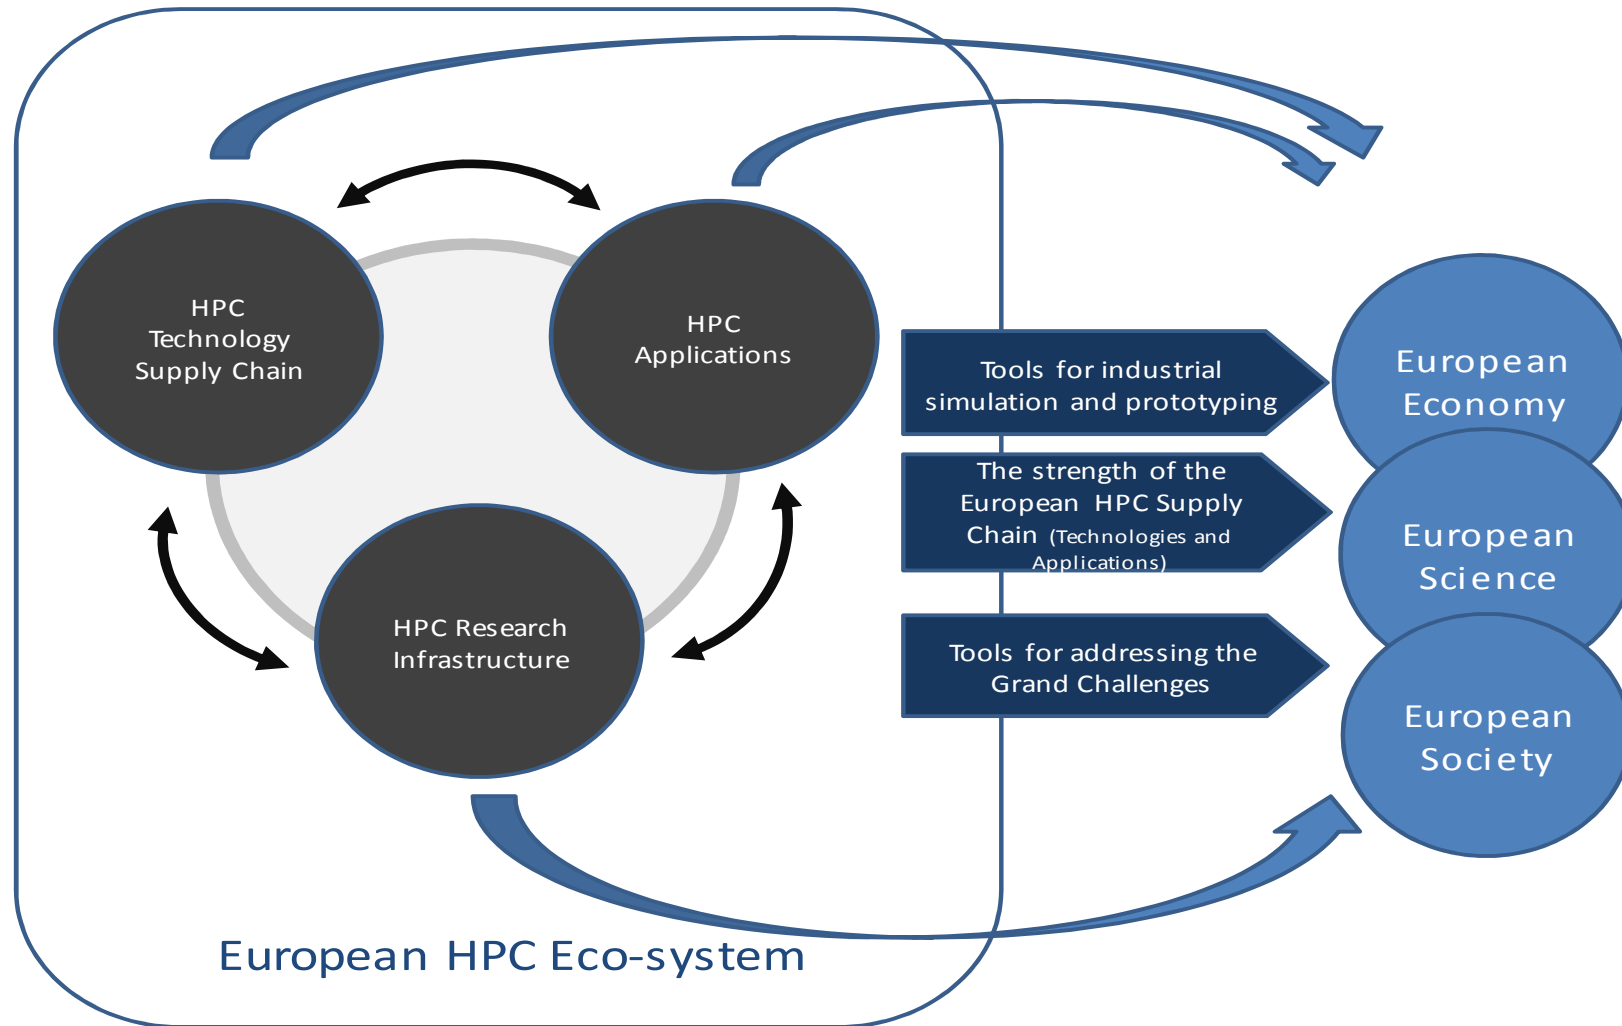 HPC
Technology
Supply Chain
HPC
Applications
HPC Research
Infrastructure
Tools for industrial
simulation and prototyping
The strength of the
European HPC Supply
Chain (Technologies and
Applications)
Tools for addressing the
Grand Challenges
European
Economy
European
Science
European
Society
European HPC Eco-system